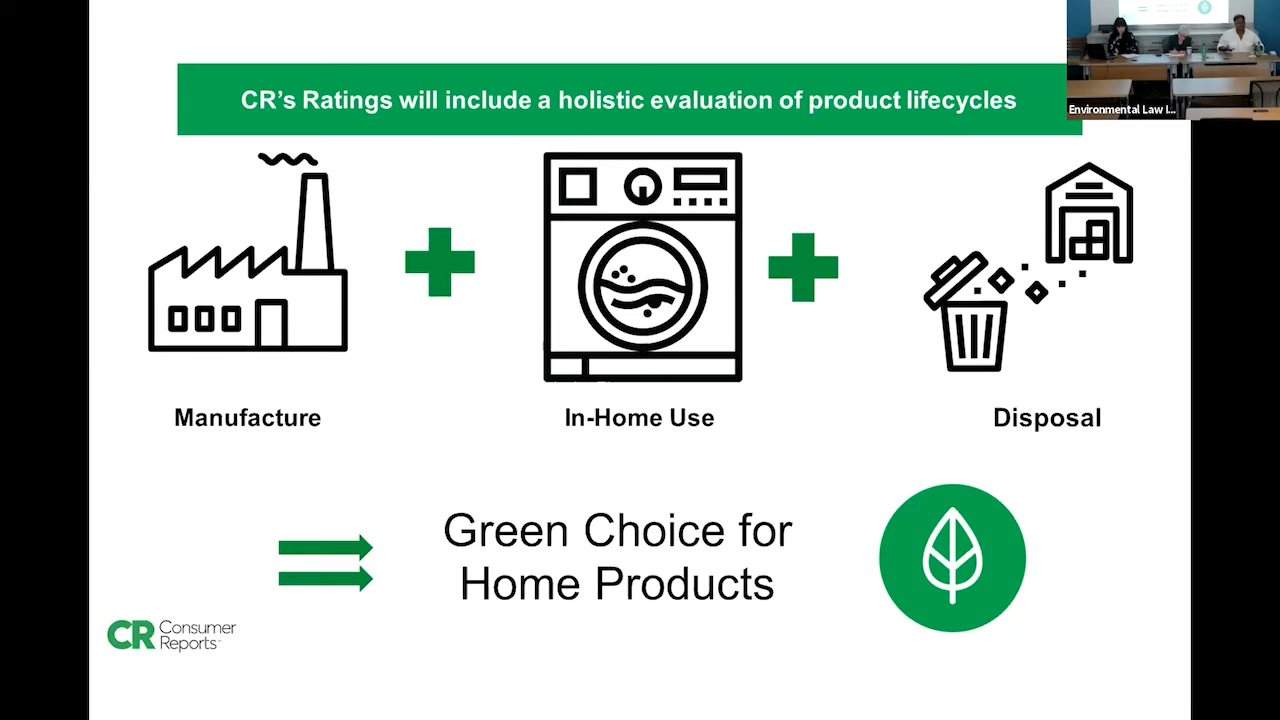 CR's Ratings will include a holistic evaluation of product lifecycles
Environmental Law I...
Manufacture
In-Home Use
Disposal
Green Choice for
Home Products
CR Consumer
Reports